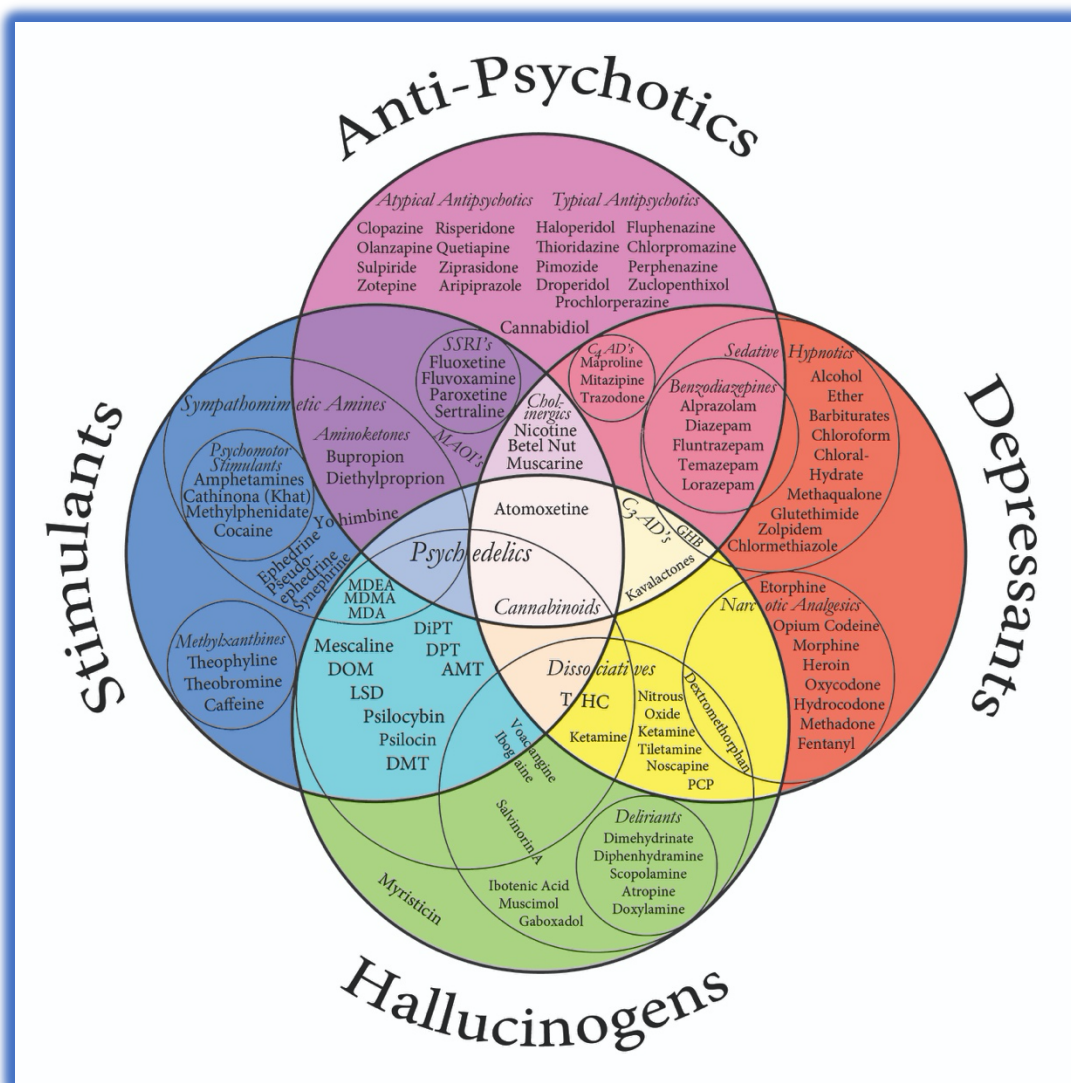 Anti-Psychotics
Atypical Antipsychotics Typical Antipsychotics
Clopazine Risperidone Haloperidol Fluphenazine
Olanzapine Quetiapine Thioridazine Chlorpromazine
Sulpiride Ziprasidone Pimozide Perphenazine
Zotepine Aripiprazole Droperidol Zuclopenthixol
Prochlorperazine
Cannabidiol
SSRI's
Fluoxetine
Fluvoxamine
Paroxetine
Sertraline
C4 AD's
Maproline
Mitazipine
Trazodone
Sedative Hypnotics
Alcohol
Ether
Barbiturates
Chloroform
Chloral-
Hydrate
Methaqualone
Glutethimide
Zolpidem
Chlormethiazole
Benzodiazepines
Alprazolam
Diazepam
Fluntrazepam
Temazepam
Lorazepam
Sympathomimetic Amines
Aminoketones
Bupropion
Diethylproprion
MAOI's
Chol-
inergics
Nicotine
Betel Nut
Muscarine
Psychomotor
Stimulants
Amphetamines
Cathinona (Khat)
Methylphenidate
Cocaine
Yohimbine
Ephedrine
Pseudo-
ephedrine
Synephrine
Stimulants
Depressants
Atomoxetine
C3-AD's
GHB
Kavalactones
Psychedelics
Cannabinoids
MDEA
MDMA
MDA
DiPT
DPT
AMT
Mescaline
DOM
LSD
Psilocybin
Psilocin
DMT
Methylxanthines
Theophyline
Theobromine
Caffeine
Etorphine
Narcotic Analgesics
Opium Codeine
Morphine
Heroin
Oxycodone
Hydrocodone
Methadone
Fentanyl
Dissociatives
THC
Ketamine
Nitrous
Oxide
Ketamine
Tiletamine
Noscapine
PCP
Dextromethorphan
Voacangine
Ibogaine
Salvinorin A
Deliriants
Dimehydrinate
Diphenhydramine
Scopolamine
Atropine
Doxylamine
Ibotenic Acid
Muscimol
Gaboxadol
Myristicin
Hallucinogens